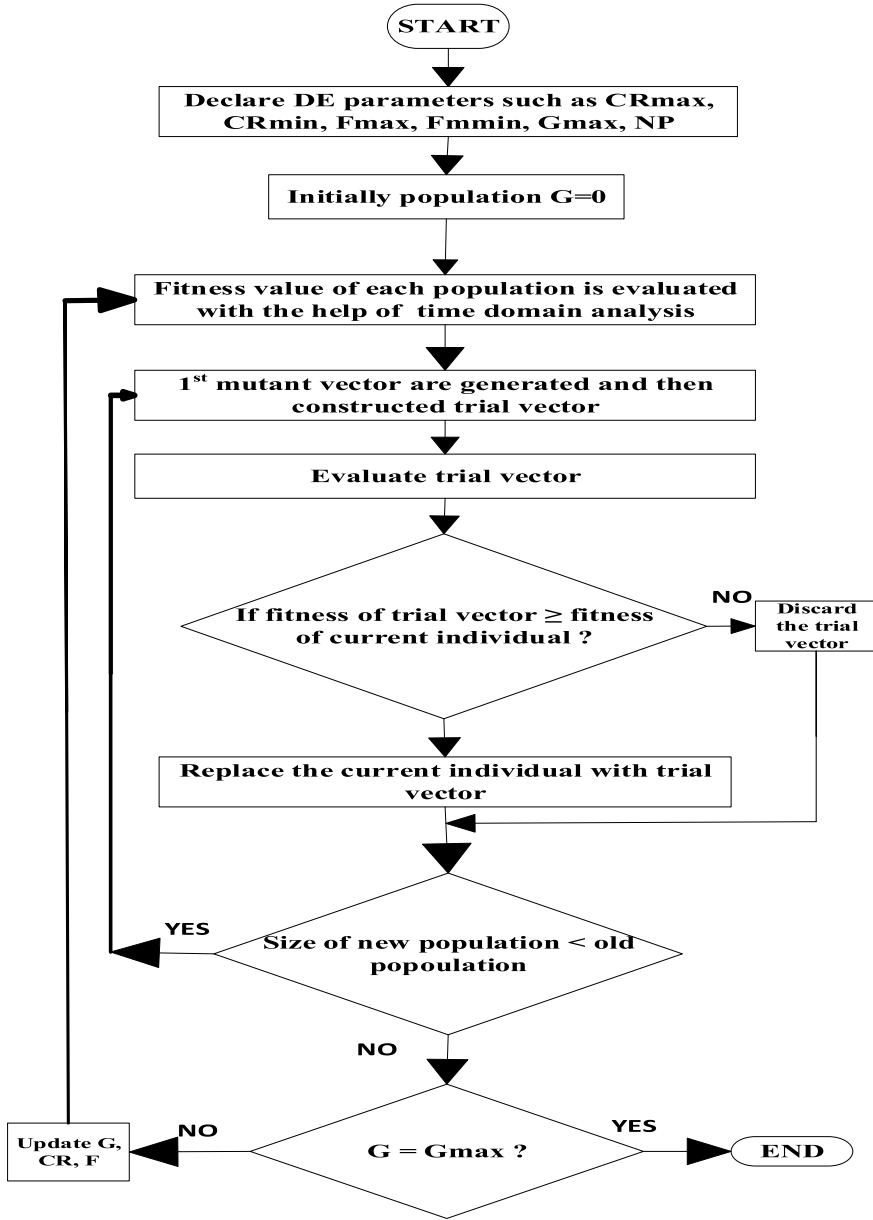 START
Declare DE parameters such as CRmax,
CRmin, Fmax, Fmmin, Gmax, NP
Initially population G=0
Fitness value of each population is evaluated
with the help of time domain analysis
1st mutant vector are generated and then
constructed trial vector
Evaluate trial vector
If fitness of trial vector ≥ fitness
of current individual ?
NO
Discard
the trial
vector
Replace the current individual with trial
vector
YES
Size of new population < old
popoulation
NO
G = Gmax ?
NO
Update G,
CR, F
YES
END